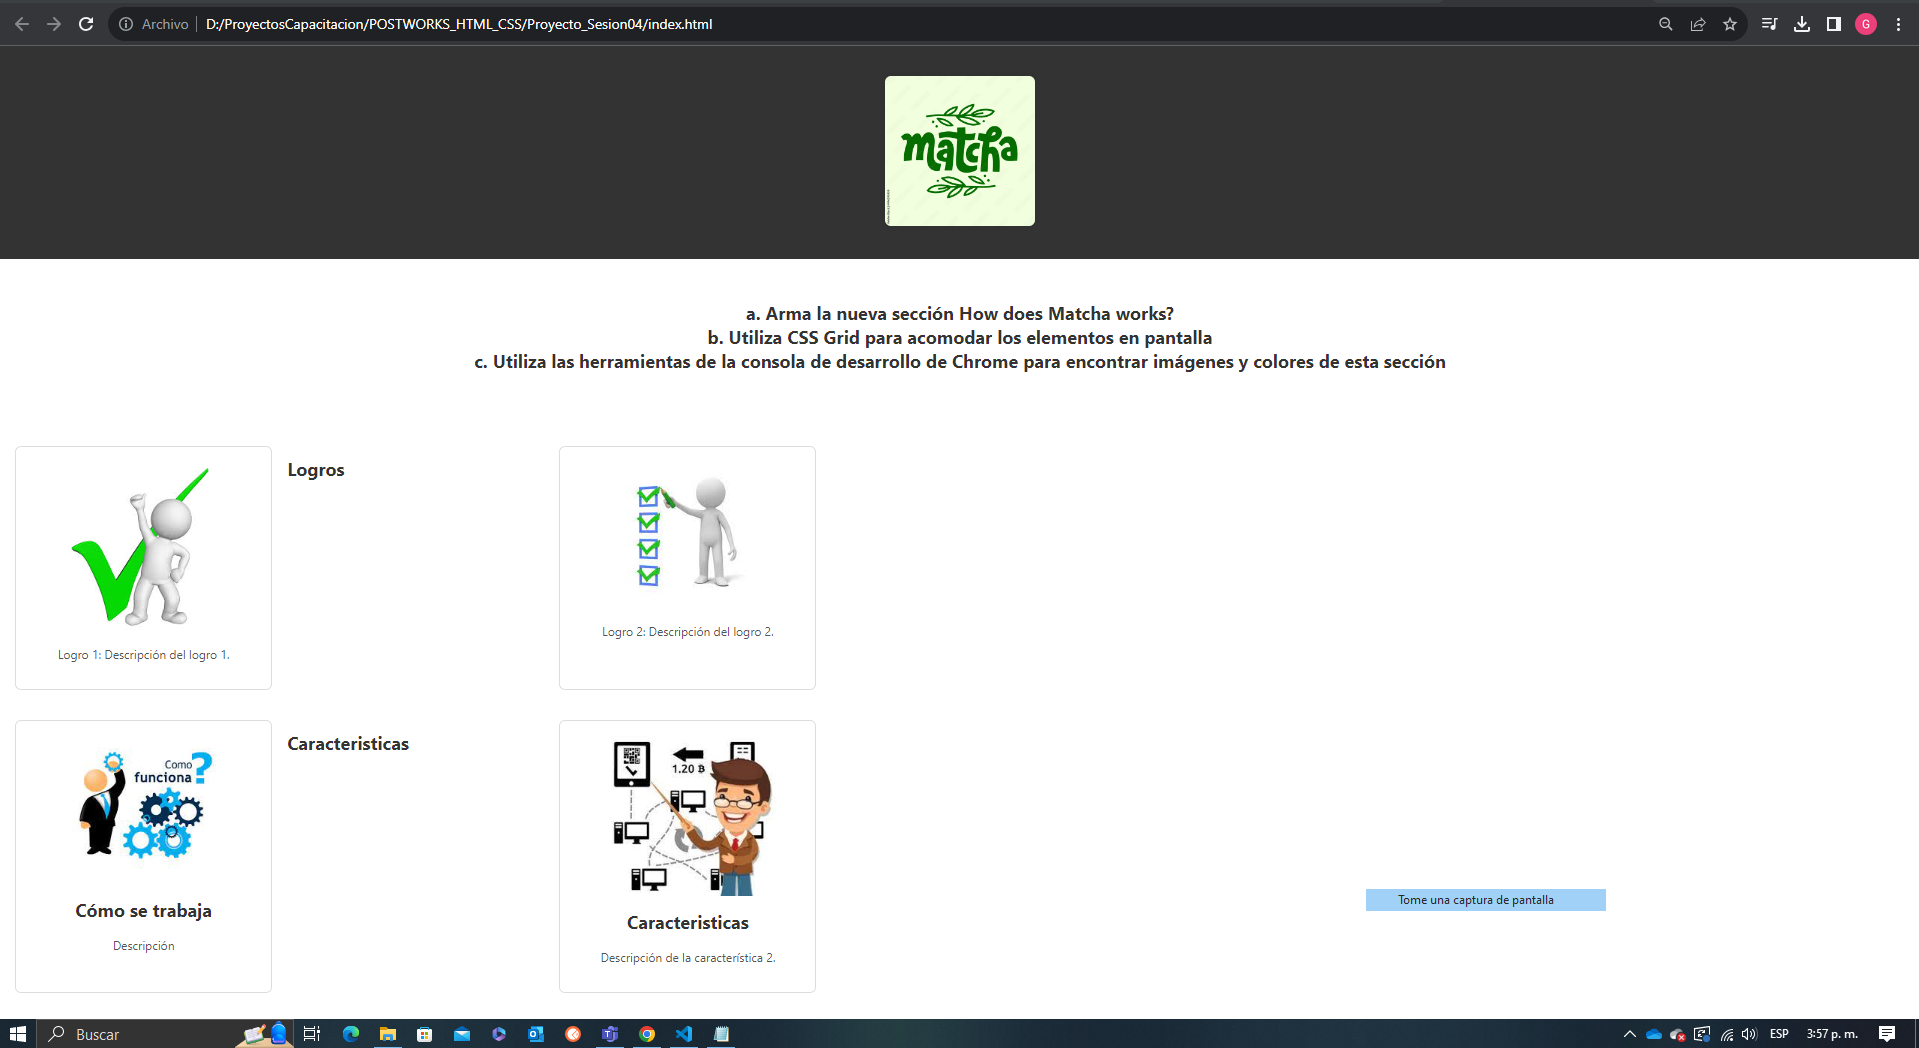 Archivo
D:/ProyectosCapacitacion/POSTWORKS_HTML_CSS/Proyecto_Sesion04/index.html
G
matcha
a. Arma la nueva sección How does Matcha works?
b. Utiliza CSS Grid para acomodar los elementos en pantalla
c. Utiliza las herramientas de la consola de desarrollo de Chrome para encontrar imágenes y colores de esta sección
Logros
Logro 1: Descripción del logro 1.
Logro 2: Descripción del logro 2.
Como
funciona?
Cómo se trabaja
Descripción
Caracteristicas
1.20 ₿
Caracteristicas
Descripción de la característica 2.
Tome una captura de pantalla
Buscar
ESP
3:57 p. m.